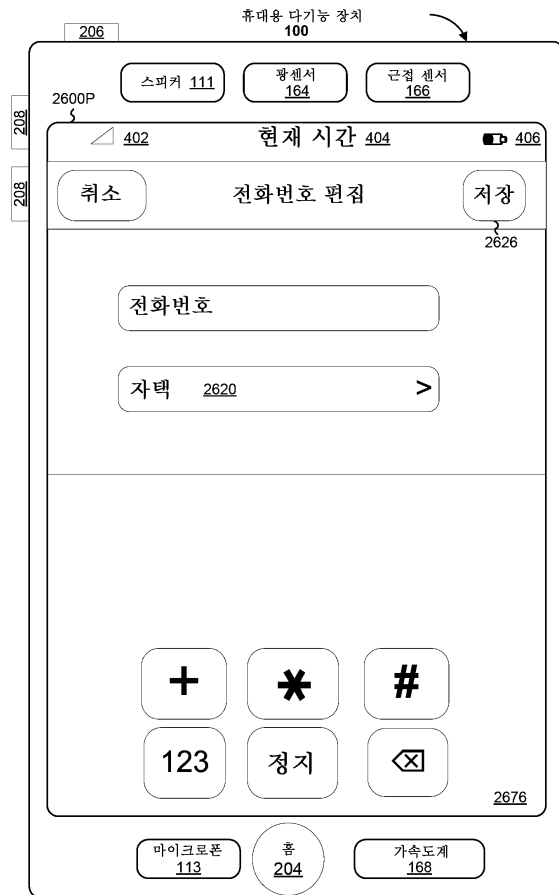 206
휴대용 다기능 장치
100
스피커 111
광센서
164
근접 센서
166
2600P
208
208
402
현재 시간 404
406
취소
전화번호 편집
저장
2626
전화번호
자택 2620 >
+ * #
123 정지
2676
마이크로폰
113
홈
204
가속도계
168